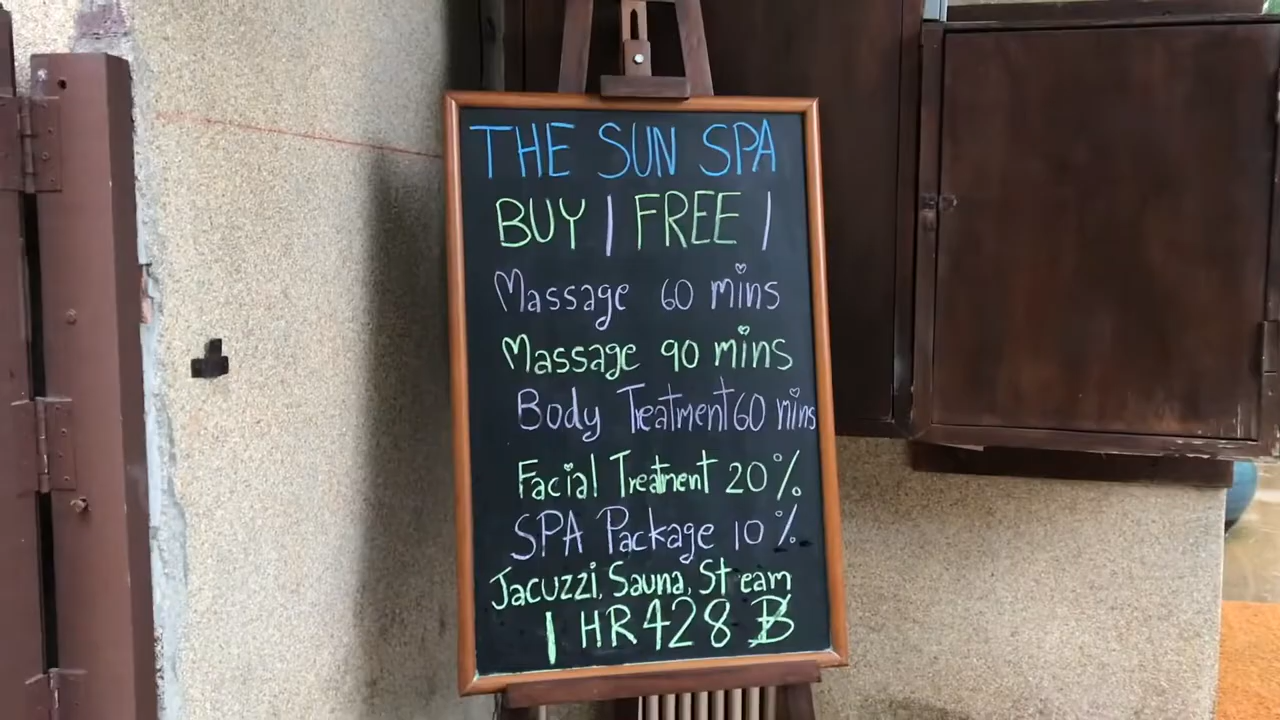 THE SUN SPA
BUY 1 FREE 1
Massage 60 mins
Massage 90 mins
Body Treatment 60 mins
Facial Treatment 20%
SPA Package 10%
Jacuzzi, Sauna, Stream
1 HR 428 ฿